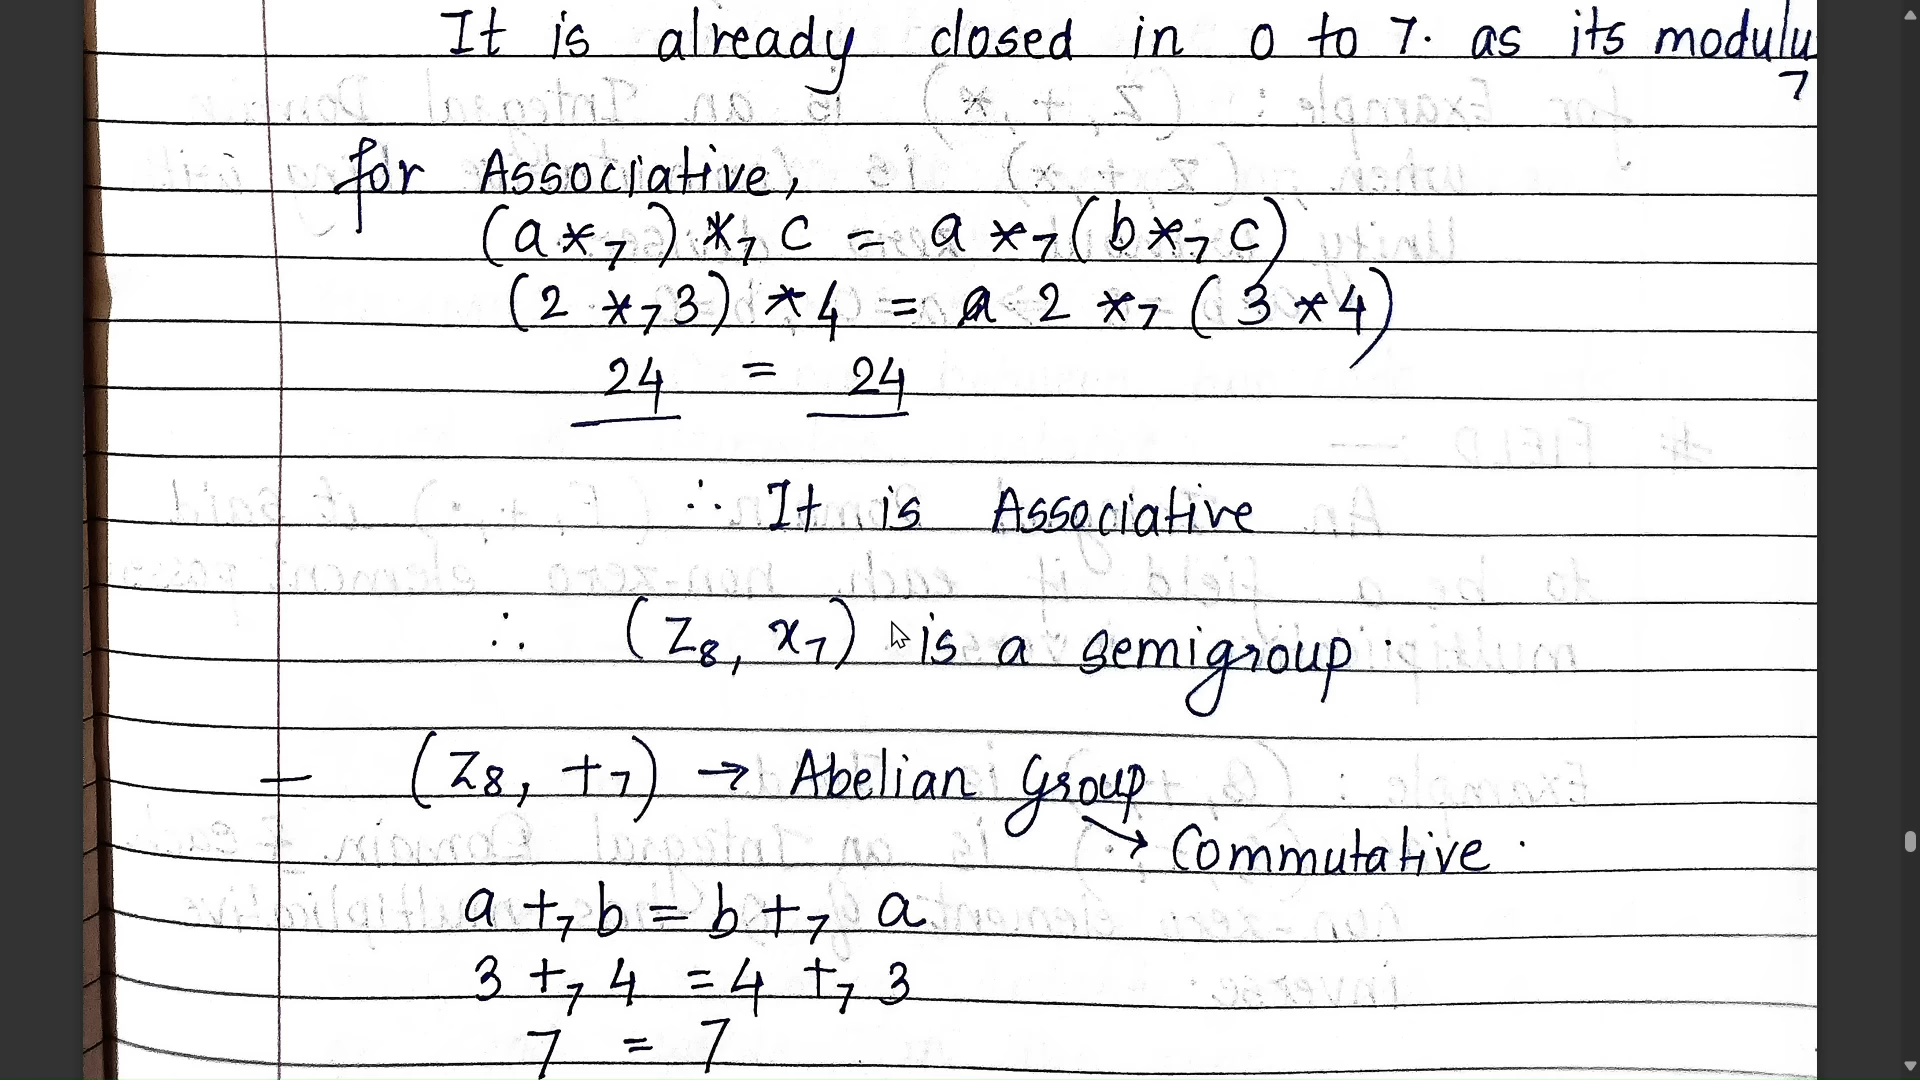 It is already closed in 0 to 7. as its modulu
7
for Associative,
(a *₇ ) *₇ c = a *₇ (b *₇ c)
(2 *₇ 3) * 4 = a 2 *₇ (3 * 4)
24 = 24
∴ It is Associative
∴ (Z₈, x₇) is a semigroup.
— (Z₈, +₇) → Abelian Group
→ Commutative.
a +₇ b = b +₇ a
3 +₇ 4 = 4 +₇ 3
7 = 7